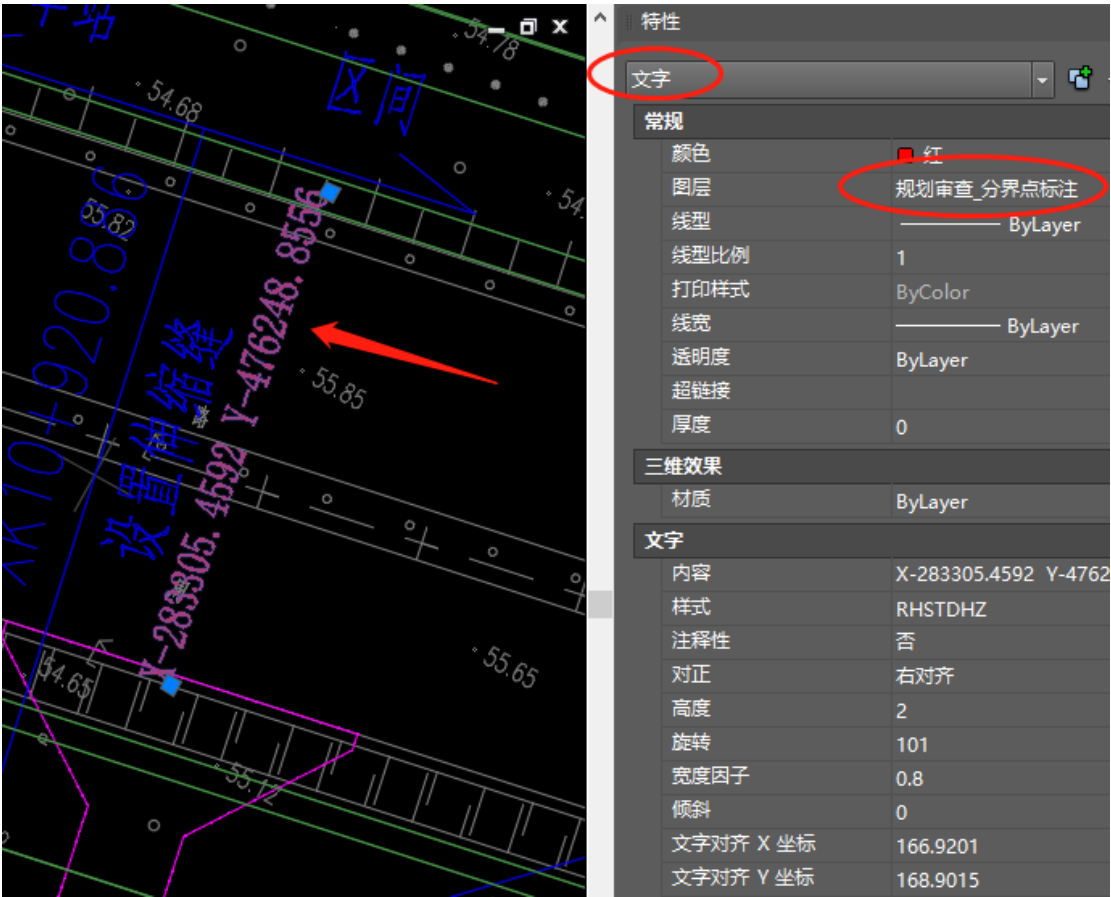 54.78
区间
54.68
54.
55.82
+920.8
X-283305.4592 Y-476248.8556
设置伸缩缝
55.85
55.65
54.65
55.12
特性
文字
常规
颜色 红
图层 规划审查_分界点标注
线型 ByLayer
线型比例 1
打印样式 ByColor
线宽 ByLayer
透明度 ByLayer
超链接
厚度 0
三维效果
材质 ByLayer
文字
内容 X-283305.4592 Y-4762
样式 RHSTDHZ
注释性 否
对正 右对齐
高度 2
旋转 101
宽度因子 0.8
倾斜 0
文字对齐 X 坐标 166.9201
文字对齐 Y 坐标 168.9015